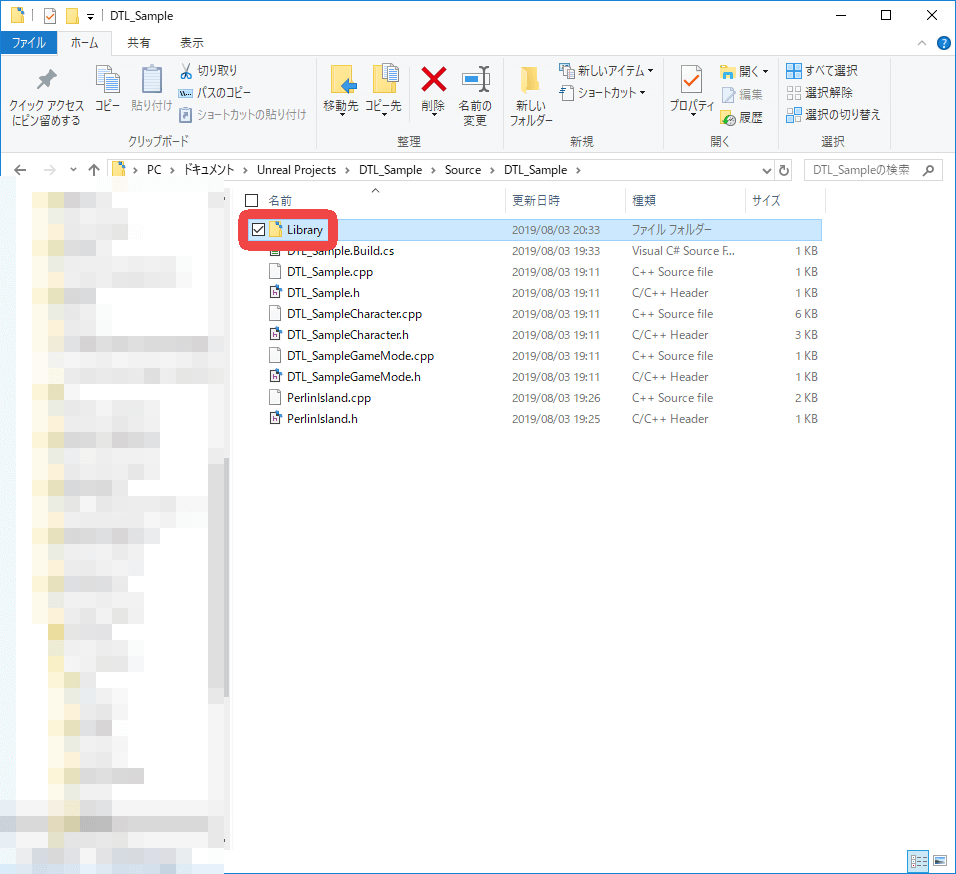 DTL_Sample
ファイル ホーム 共有 表示
クイック アクセス
にピン留めする
コピー
貼り付け
切り取り
パスのコピー
ショートカットの貼り付け
クリップボード
移動先
コピー先
削除
名前の
変更
整理
新しい
フォルダー
新しいアイテム
ショートカット
新規
プロパティ
開く
編集
履歴
開く
すべて選択
選択解除
選択の切り替え
選択
PC › ドキュメント › Unreal Projects › DTL_Sample › Source › DTL_Sample ›
DTL_Sampleの検索
名前 更新日時 種類 サイズ
Library 2019/08/03 20:33 ファイル フォルダー
DTL_Sample.Build.cs 2019/08/03 19:33 Visual C# Source F... 1 KB
DTL_Sample.cpp 2019/08/03 19:11 C++ Source file 1 KB
DTL_Sample.h 2019/08/03 19:11 C/C++ Header 1 KB
DTL_SampleCharacter.cpp 2019/08/03 19:11 C++ Source file 6 KB
DTL_SampleCharacter.h 2019/08/03 19:11 C/C++ Header 3 KB
DTL_SampleGameMode.cpp 2019/08/03 19:11 C++ Source file 1 KB
DTL_SampleGameMode.h 2019/08/03 19:11 C/C++ Header 1 KB
PerlinIsland.cpp 2019/08/03 19:26 C++ Source file 2 KB
PerlinIsland.h 2019/08/03 19:25 C/C++ Header 1 KB